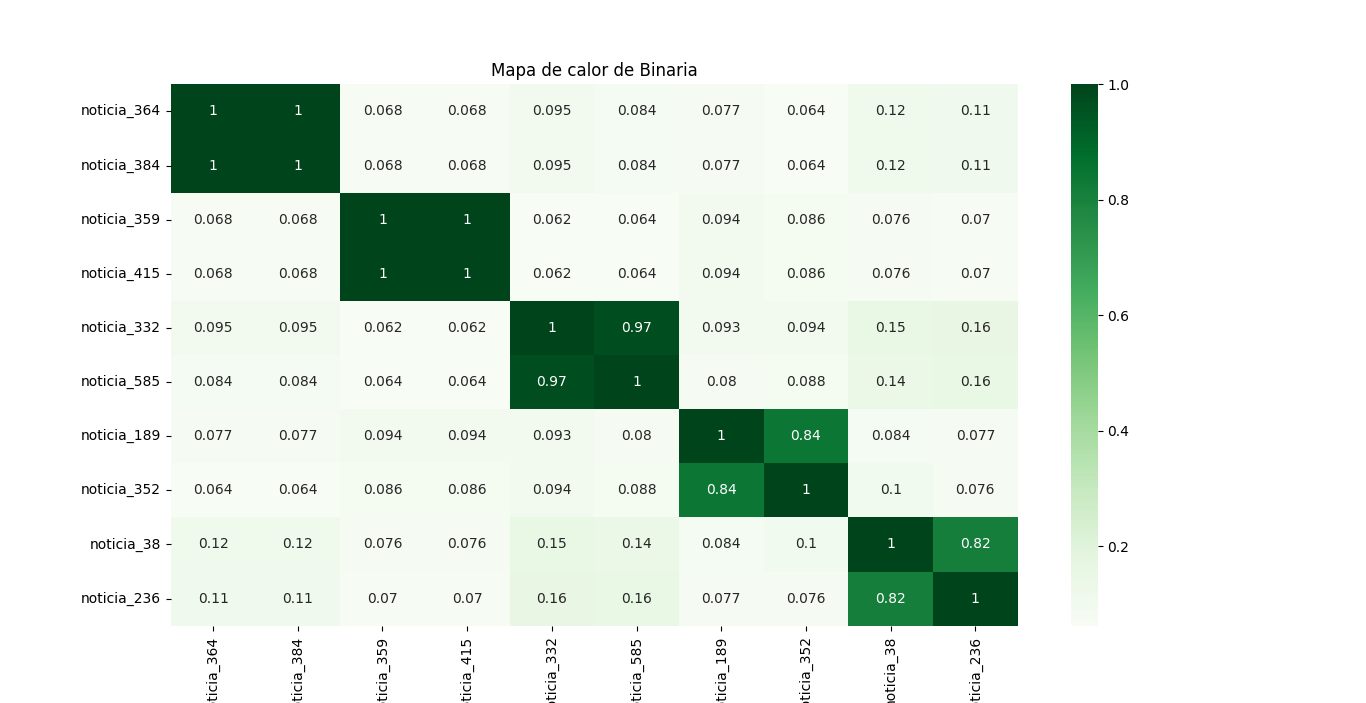 Mapa de calor de Binaria
noticia_364 1 1 0.068 0.068 0.095 0.084 0.077 0.064 0.12 0.11
noticia_384 1 1 0.068 0.068 0.095 0.084 0.077 0.064 0.12 0.11
noticia_359 0.068 0.068 1 1 0.062 0.064 0.094 0.086 0.076 0.07
noticia_415 0.068 0.068 1 1 0.062 0.064 0.094 0.086 0.076 0.07
noticia_332 0.095 0.095 0.062 0.062 1 0.97 0.093 0.094 0.15 0.16
noticia_585 0.084 0.084 0.064 0.064 0.97 1 0.08 0.088 0.14 0.16
noticia_189 0.077 0.077 0.094 0.094 0.093 0.08 1 0.84 0.084 0.077
noticia_352 0.064 0.064 0.086 0.086 0.094 0.088 0.84 1 0.1 0.076
noticia_38 0.12 0.12 0.076 0.076 0.15 0.14 0.084 0.1 1 0.82
noticia_236 0.11 0.11 0.07 0.07 0.16 0.16 0.077 0.076 0.82 1
oticia_364
oticia_384
oticia_359
oticia_415
oticia_332
oticia_585
oticia_189
oticia_352
noticia_38
oticia_236
1.0
0.8
0.6
0.4
0.2